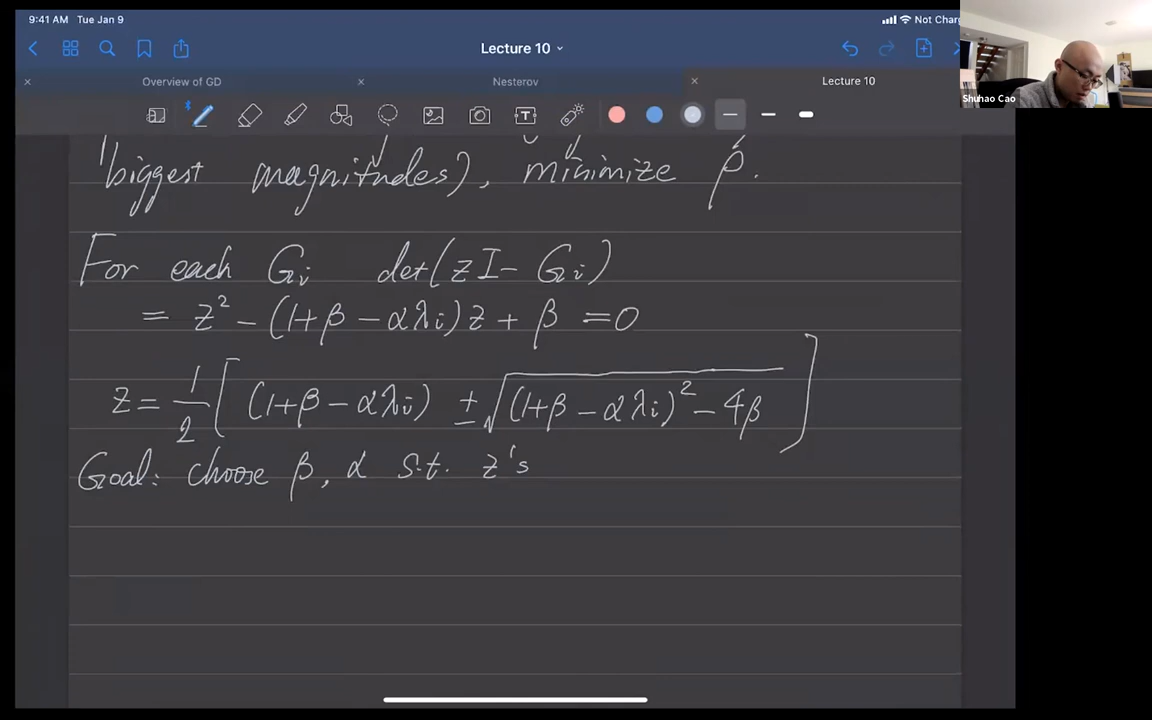 9:41 AM Tue Jan 9
Not Charg
Lecture 10
Overview of GD
Nesterov
Lecture 10
Shuhao Cao
biggest magnitudes), minimize β.
For each Gᵢ det(zI - Gᵢ)
= z² - (1+β - αλᵢ)z + β = 0
z = 1/2 [ (1+β - αλᵢ) ± √((1+β - αλᵢ)² - 4β) ]
Goal: choose β, α s.t. z's